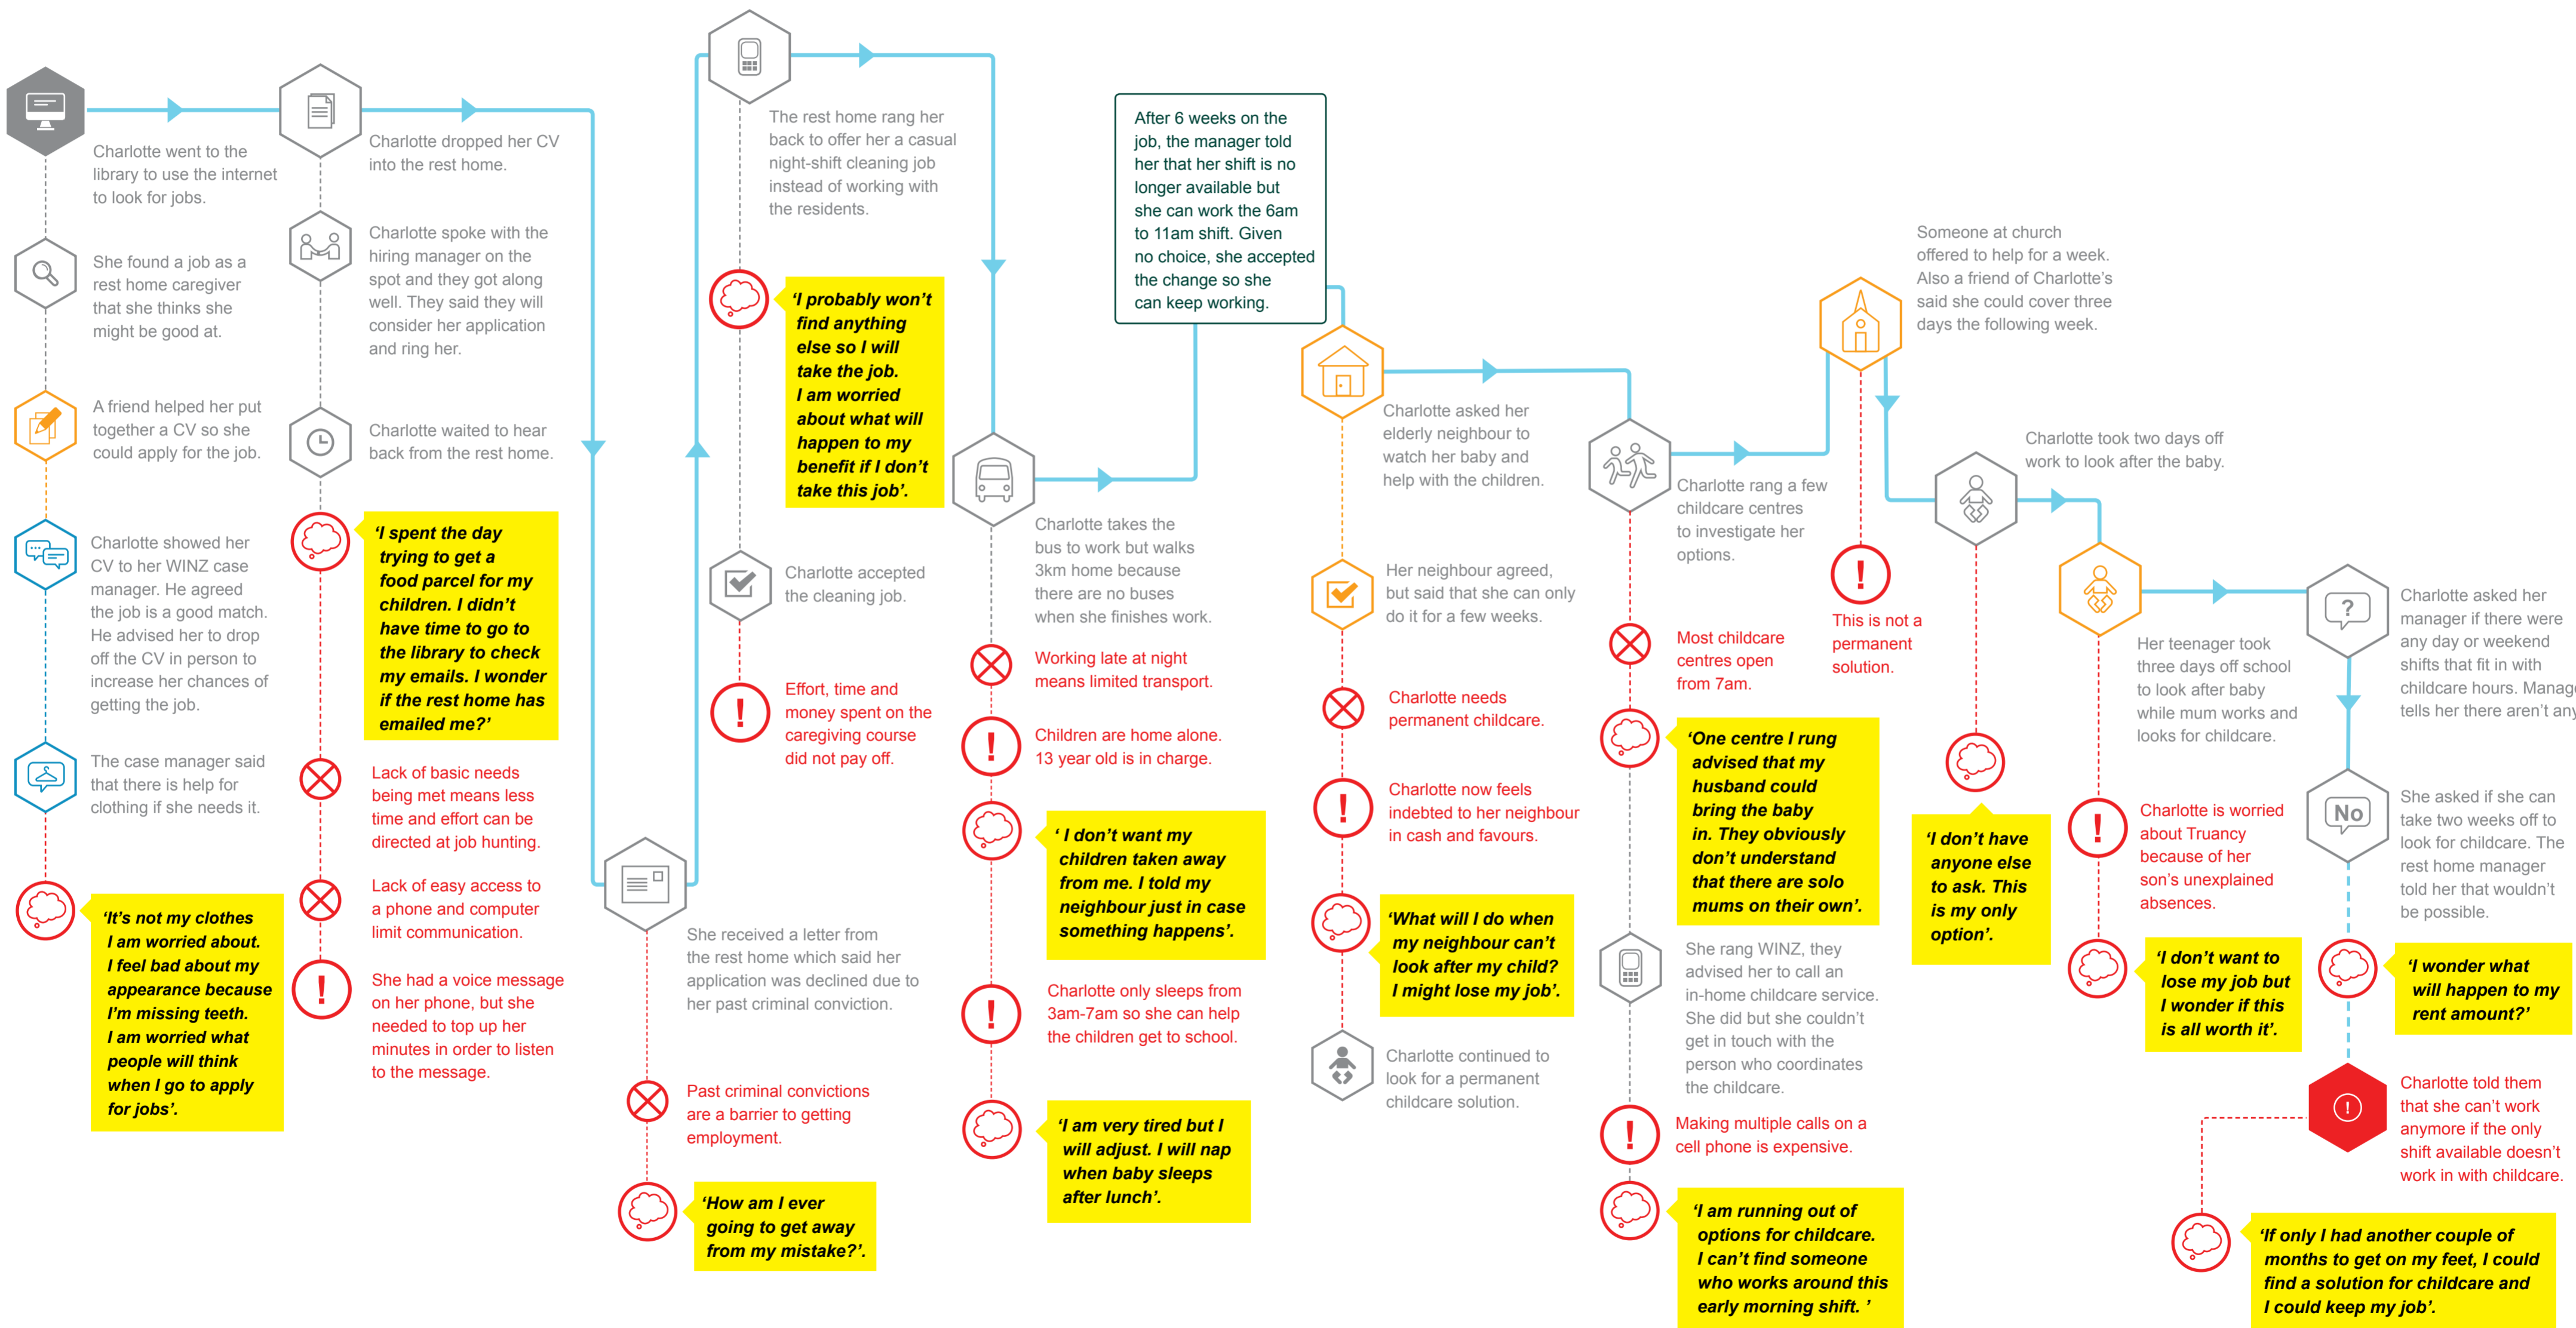 Charlotte went to the
library to use the internet
to look for jobs.
She found a job as a
rest home caregiver
that she thinks she
might be good at.
A friend helped her put
together a CV so she
could apply for the job.
Charlotte showed her
CV to her WINZ case
manager. He agreed
the job is a good match.
He advised her to drop
off the CV in person to
increase her chances of
getting the job.
The case manager said
that there is help for
clothing if she needs it.
‘It’s not my clothes
I am worried about.
I feel bad about my
appearance because
I’m missing teeth.
I am worried what
people will think
when I go to apply
for jobs’.
Charlotte dropped her CV
into the rest home.
Charlotte spoke with the
hiring manager on the
spot and they got along
well. They said they will
consider her application
and ring her.
Charlotte waited to hear
back from the rest home.
‘I spent the day
trying to get a
food parcel for my
children. I didn’t
have time to go to
the library to check
my emails. I wonder
if the rest home has
emailed me?’
Lack of basic needs
being met means less
time and effort can be
directed at job hunting.
Lack of easy access to
a phone and computer
limit communication.
!
She had a voice message
on her phone, but she
needed to top up her
minutes in order to listen
to the message.
She received a letter from
the rest home which said her
application was declined due to
her past criminal conviction.
Past criminal convictions
are a barrier to getting
employment.
‘How am I ever
going to get away
from my mistake?’.
The rest home rang her
back to offer her a casual
night-shift cleaning job
instead of working with
the residents.
‘I probably won’t
find anything
else so I will
take the job.
I am worried
about what will
happen to my
benefit if I don’t
take this job’.
Charlotte accepted
the cleaning job.
!
Effort, time and
money spent on the
caregiving course
did not pay off.
Charlotte takes the
bus to work but walks
3km home because
there are no buses
when she finishes work.
Working late at night
means limited transport.
!
Children are home alone.
13 year old is in charge.
‘ I don’t want my
children taken away
from me. I told my
neighbour just in case
something happens’.
!
Charlotte only sleeps from
3am-7am so she can help
the children get to school.
‘I am very tired but I
will adjust. I will nap
when baby sleeps
after lunch’.
After 6 weeks on the
job, the manager told
her that her shift is no
longer available but
she can work the 6am
to 11am shift. Given
no choice, she accepted
the change so she
can keep working.
Charlotte asked her
elderly neighbour to
watch her baby and
help with the children.
Her neighbour agreed,
but said that she can only
do it for a few weeks.
Charlotte needs
permanent childcare.
!
Charlotte now feels
indebted to her neighbour
in cash and favours.
‘What will I do when
my neighbour can’t
look after my child?
I might lose my job’.
Charlotte continued to
look for a permanent
childcare solution.
Charlotte rang a few
childcare centres
to investigate her
options.
Most childcare
centres open
from 7am.
‘One centre I rung
advised that my
husband could
bring the baby
in. They obviously
don’t understand
that there are solo
mums on their own’.
She rang WINZ, they
advised her to call an
in-home childcare service.
She did but she couldn’t
get in touch with the
person who coordinates
the childcare.
!
Making multiple calls on a
cell phone is expensive.
‘I am running out of
options for childcare.
I can’t find someone
who works around this
early morning shift. ’
Someone at church
offered to help for a week.
Also a friend of Charlotte’s
said she could cover three
days the following week.
!
This is not a
permanent
solution.
Charlotte took two days off
work to look after the baby.
‘I don’t have
anyone else
to ask. This
is my only
option’.
Her teenager took
three days off school
to look after baby
while mum works and
looks for childcare.
!
Charlotte is worried
about Truancy
because of her
son’s unexplained
absences.
‘I don’t want to
lose my job but
I wonder if this
is all worth it’.
?
Charlotte asked her
manager if there were
any day or weekend
shifts that fit in with
childcare hours. Manag
tells her there aren’t any
No
She asked if she can
take two weeks off to
look for childcare. The
rest home manager
told her that wouldn’t
be possible.
‘I wonder what
will happen to my
rent amount?’
!
Charlotte told them
that she can’t work
anymore if the only
shift available doesn’t
work in with childcare.
‘If only I had another couple of
months to get on my feet, I could
find a solution for childcare and
I could keep my job’.